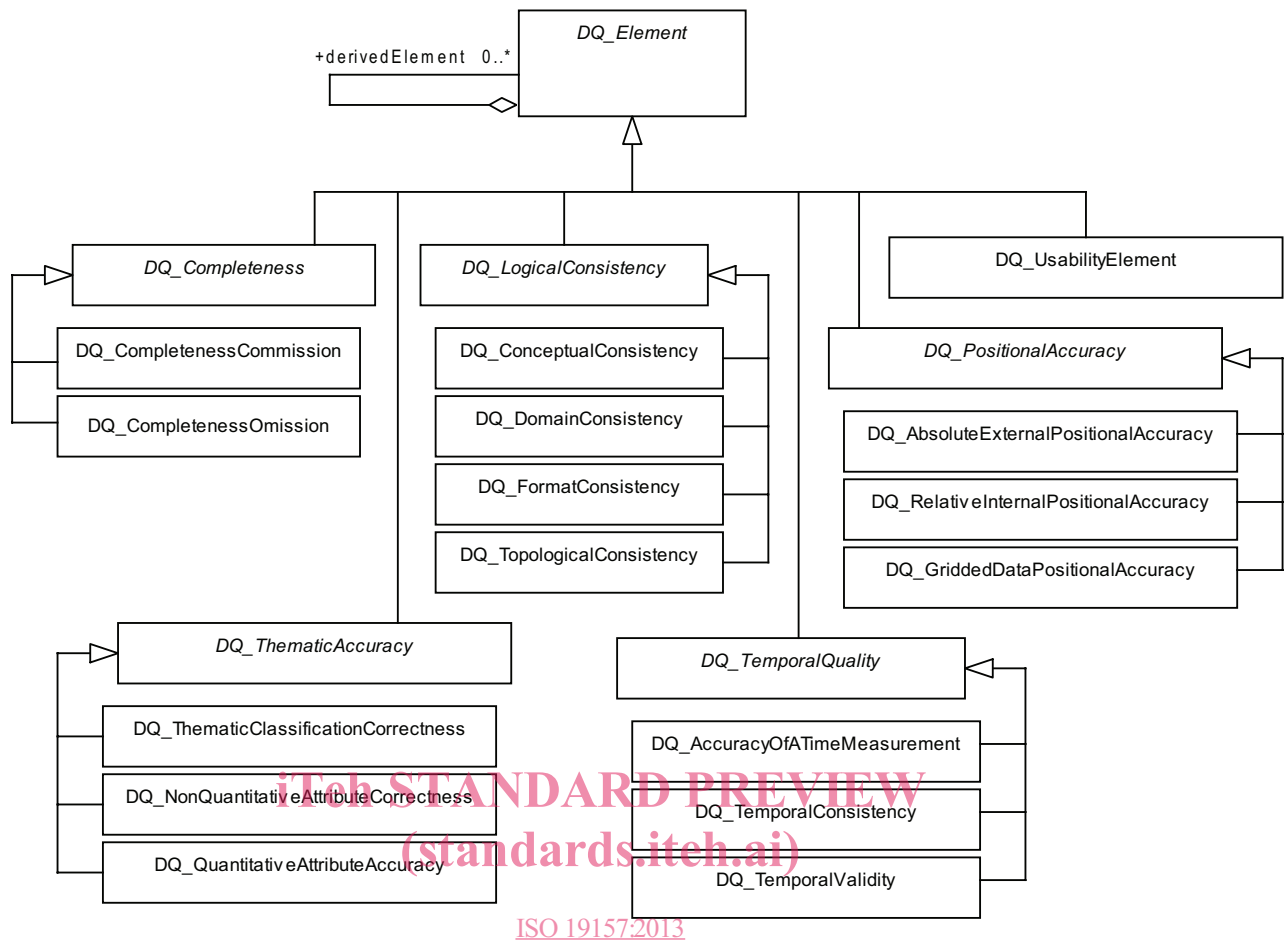 DQ_Element
+derivedElement 0..*
DQ_Completeness
DQ_CompletenessCommission
DQ_CompletenessOmission
DQ_LogicalConsistency
DQ_ConceptualConsistency
DQ_DomainConsistency
DQ_FormatConsistency
DQ_TopologicalConsistency
DQ_UsabilityElement
DQ_PositionalAccuracy
DQ_AbsoluteExternalPositionalAccuracy
DQ_RelativeInternalPositionalAccuracy
DQ_GriddedDataPositionalAccuracy
DQ_ThematicAccuracy
DQ_ThematicClassificationCorrectness
DQ_NonQuantitativeAttributeCorrectness
DQ_QuantitativeAttributeAccuracy
DQ_TemporalQuality
DQ_AccuracyOfATimeMeasurement
DQ_TemporalConsistency
DQ_TemporalValidity
iTeh STANDARD PREVIEW
(standards.iteh.ai)
ISO 19157:2013